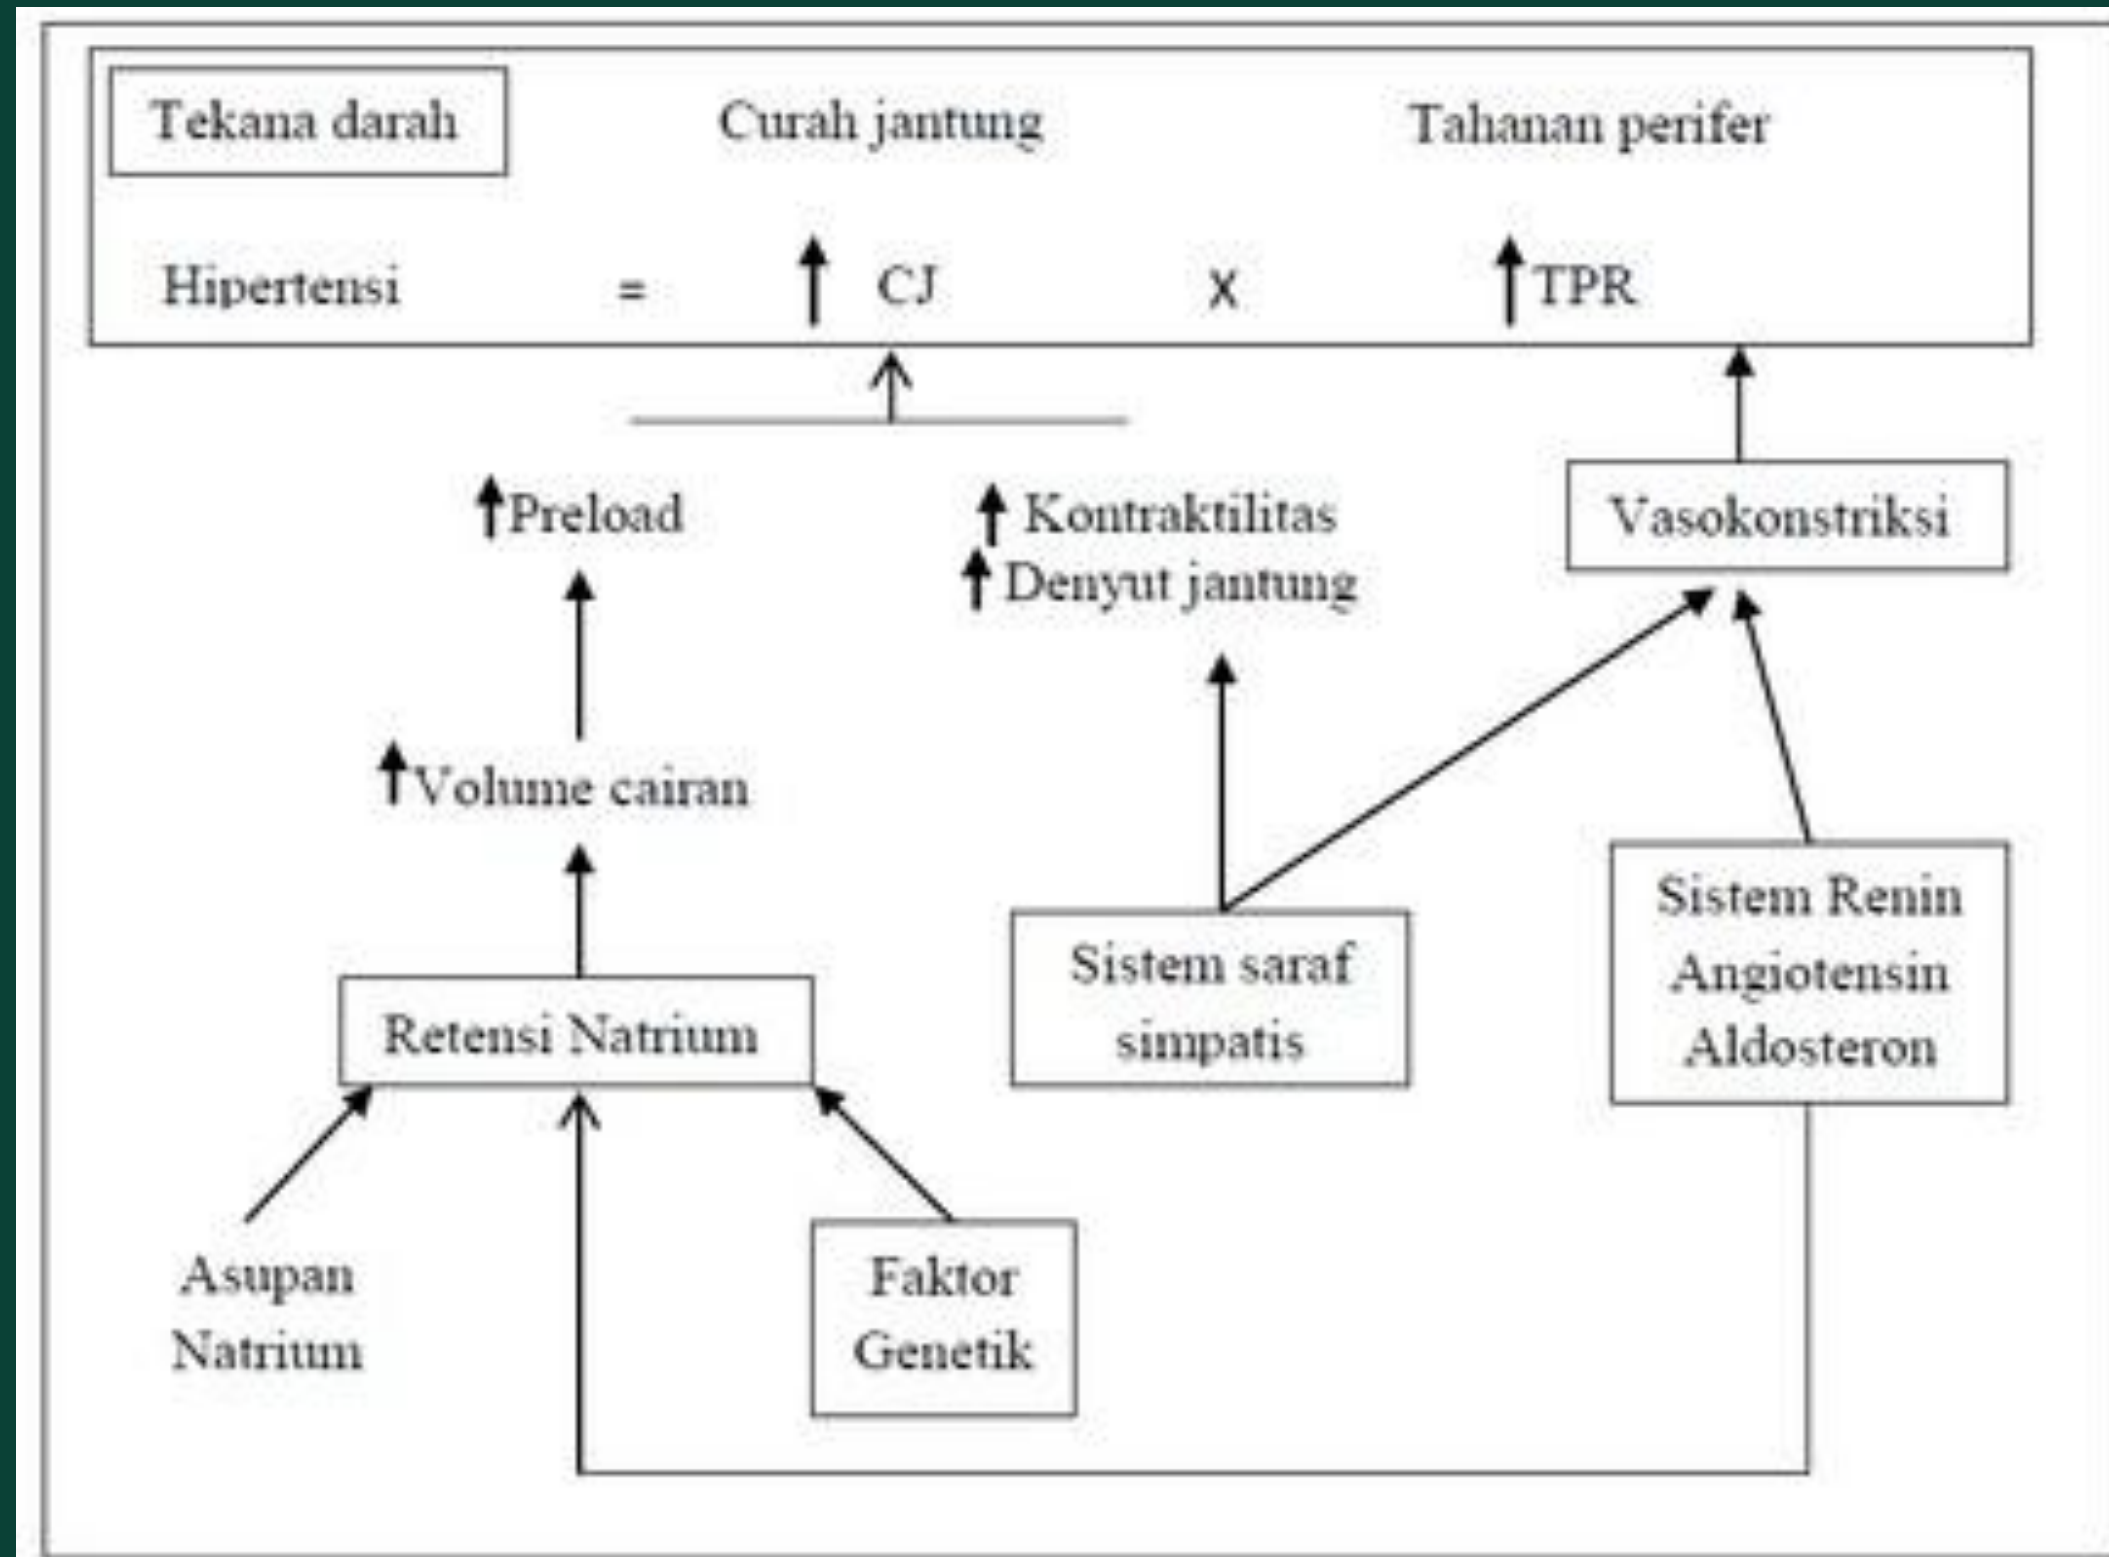 Tekana darah
Curah jantung
Tahanan perifer
Hipertensi = ↑ CJ X ↑ TPR
↑ Preload
↑ Kontraktilitas
↑ Denyut jantung
Vasokonstriksi
↑ Volume cairan
Sistem saraf
simpatis
Sistem Renin
Angiotensin
Aldosteron
Retensi Natrium
Asupan
Natrium
Faktor
Genetik